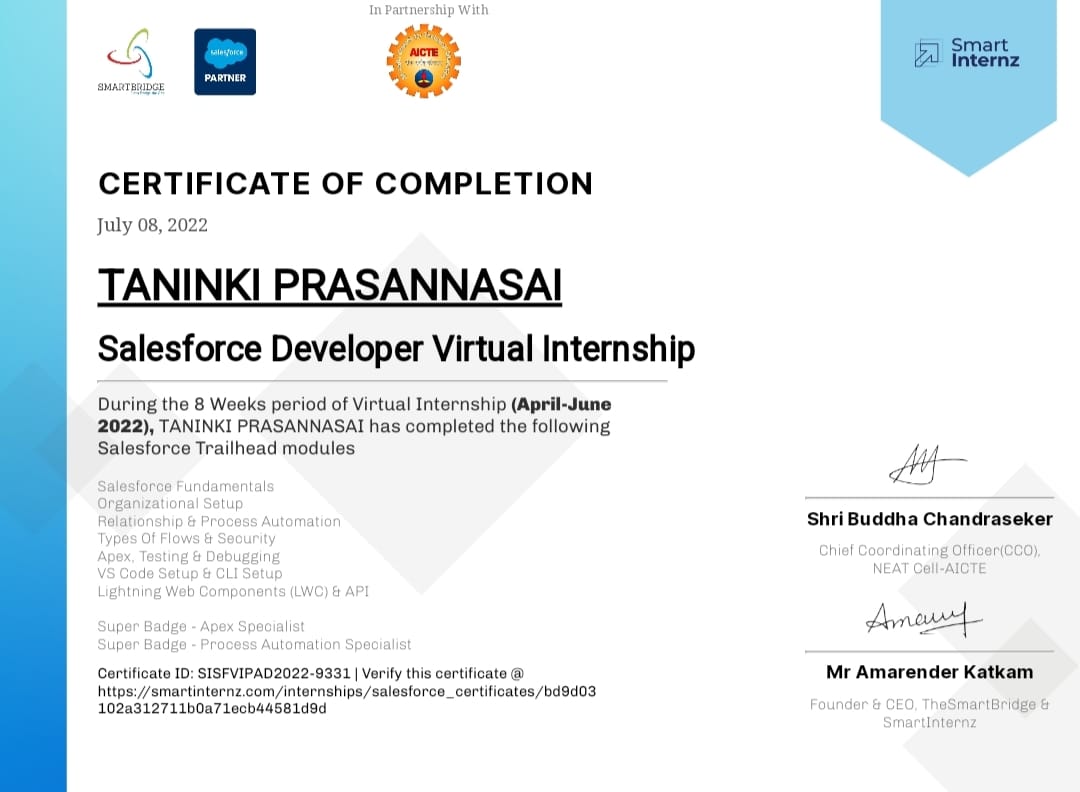 In Partnership With
SMARTBRIDGE
salesforce
PARTNER
AICTE
Smart
Internz
CERTIFICATE OF COMPLETION
July 08, 2022
TANINKI PRASANNASAI
Salesforce Developer Virtual Internship
During the 8 Weeks period of Virtual Internship (April-June
2022), TANINKI PRASANNASAI has completed the following
Salesforce Trailhead modules
Salesforce Fundamentals
Organizational Setup
Relationship & Process Automation
Types Of Flows & Security
Apex, Testing & Debugging
VS Code Setup & CLI Setup
Lightning Web Components (LWC) & API
Super Badge - Apex Specialist
Super Badge - Process Automation Specialist
Certificate ID: SISFVIPAD2022-9331 | Verify this certificate @
https://smartinternz.com/internships/salesforce_certificates/bd9d03
102a312711b0a71ecb44581d9d
Shri Buddha Chandraseker
Chief Coordinating Officer(CCO),
NEAT Cell-AICTE
Mr Amarender Katkam
Founder & CEO, TheSmartBridge &
SmartInternz